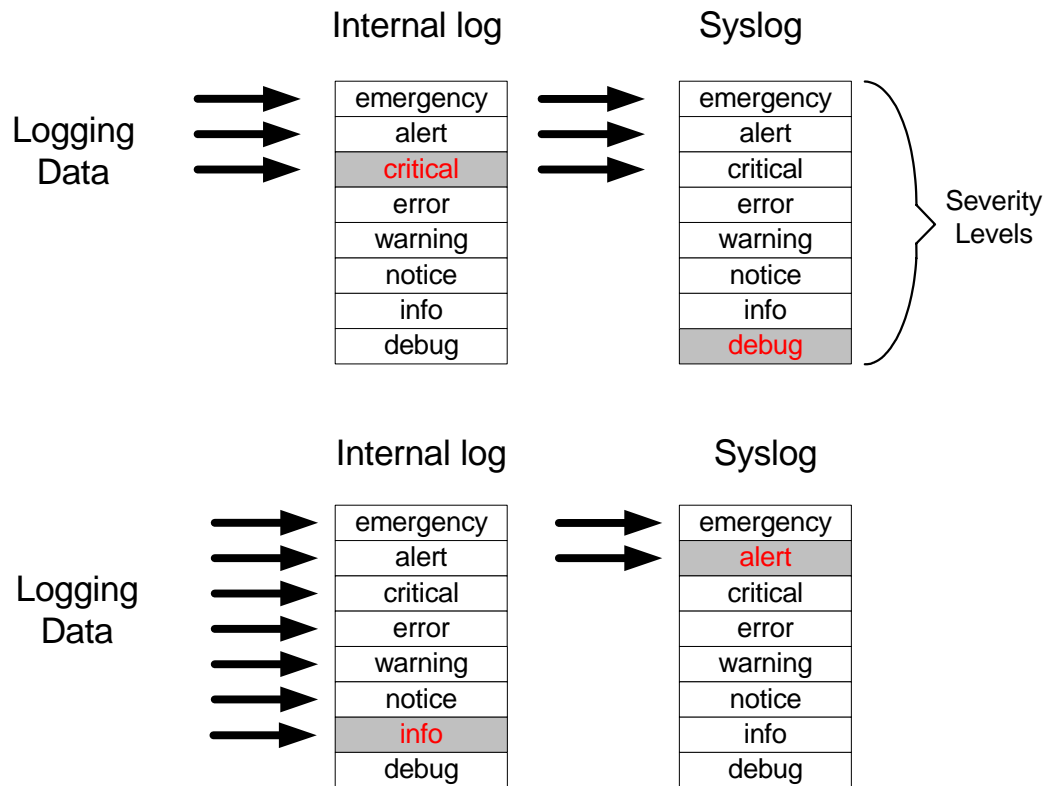 Internal log
Syslog
Logging
Data
emergency
alert
critical
error
warning
notice
info
debug
emergency
alert
critical
error
warning
notice
info
debug
Severity
Levels
Internal log
Syslog
Logging
Data
emergency
alert
critical
error
warning
notice
info
debug
emergency
alert
critical
error
warning
notice
info
debug